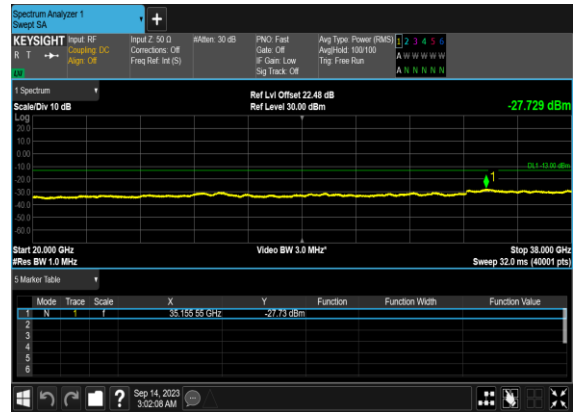 Spectrum Analyzer 1
Swept SA
+
KEYSIGHT Input: RF Input Z: 50 Ω #Atten: 30 dB PNO: Fast Avg Type: Power (RMS) 1 2 3 4 5 6
R T Coupling: DC Corrections: Off Gate: Off Avg|Hold: 100/100 A W W W W W
Align: Off Freq Ref: Int (S) IF Gain: Low Trig: Free Run
LW Sig Track: Off A N N N N N
1 Spectrum
Ref Lvl Offset 22.48 dB
Scale/Div 10 dB Ref Level 30.00 dBm -27.729 dBm
Log
20.0
10.0
0.00
-10.0
DL1 -13.00 dBm
-20.0
1
-30.0
-40.0
-50.0
-60.0
Start 20.000 GHz Video BW 3.0 MHz* Stop 38.000 GHz
#Res BW 1.0 MHz Sweep 32.0 ms (40001 pts)
5 Marker Table
Mode Trace Scale X Y Function Function Width Function Value
1 N 1 f 35.155 55 GHz -27.73 dBm
2
3
4
5
6
? Sep 14, 2023
3:02:08 AM